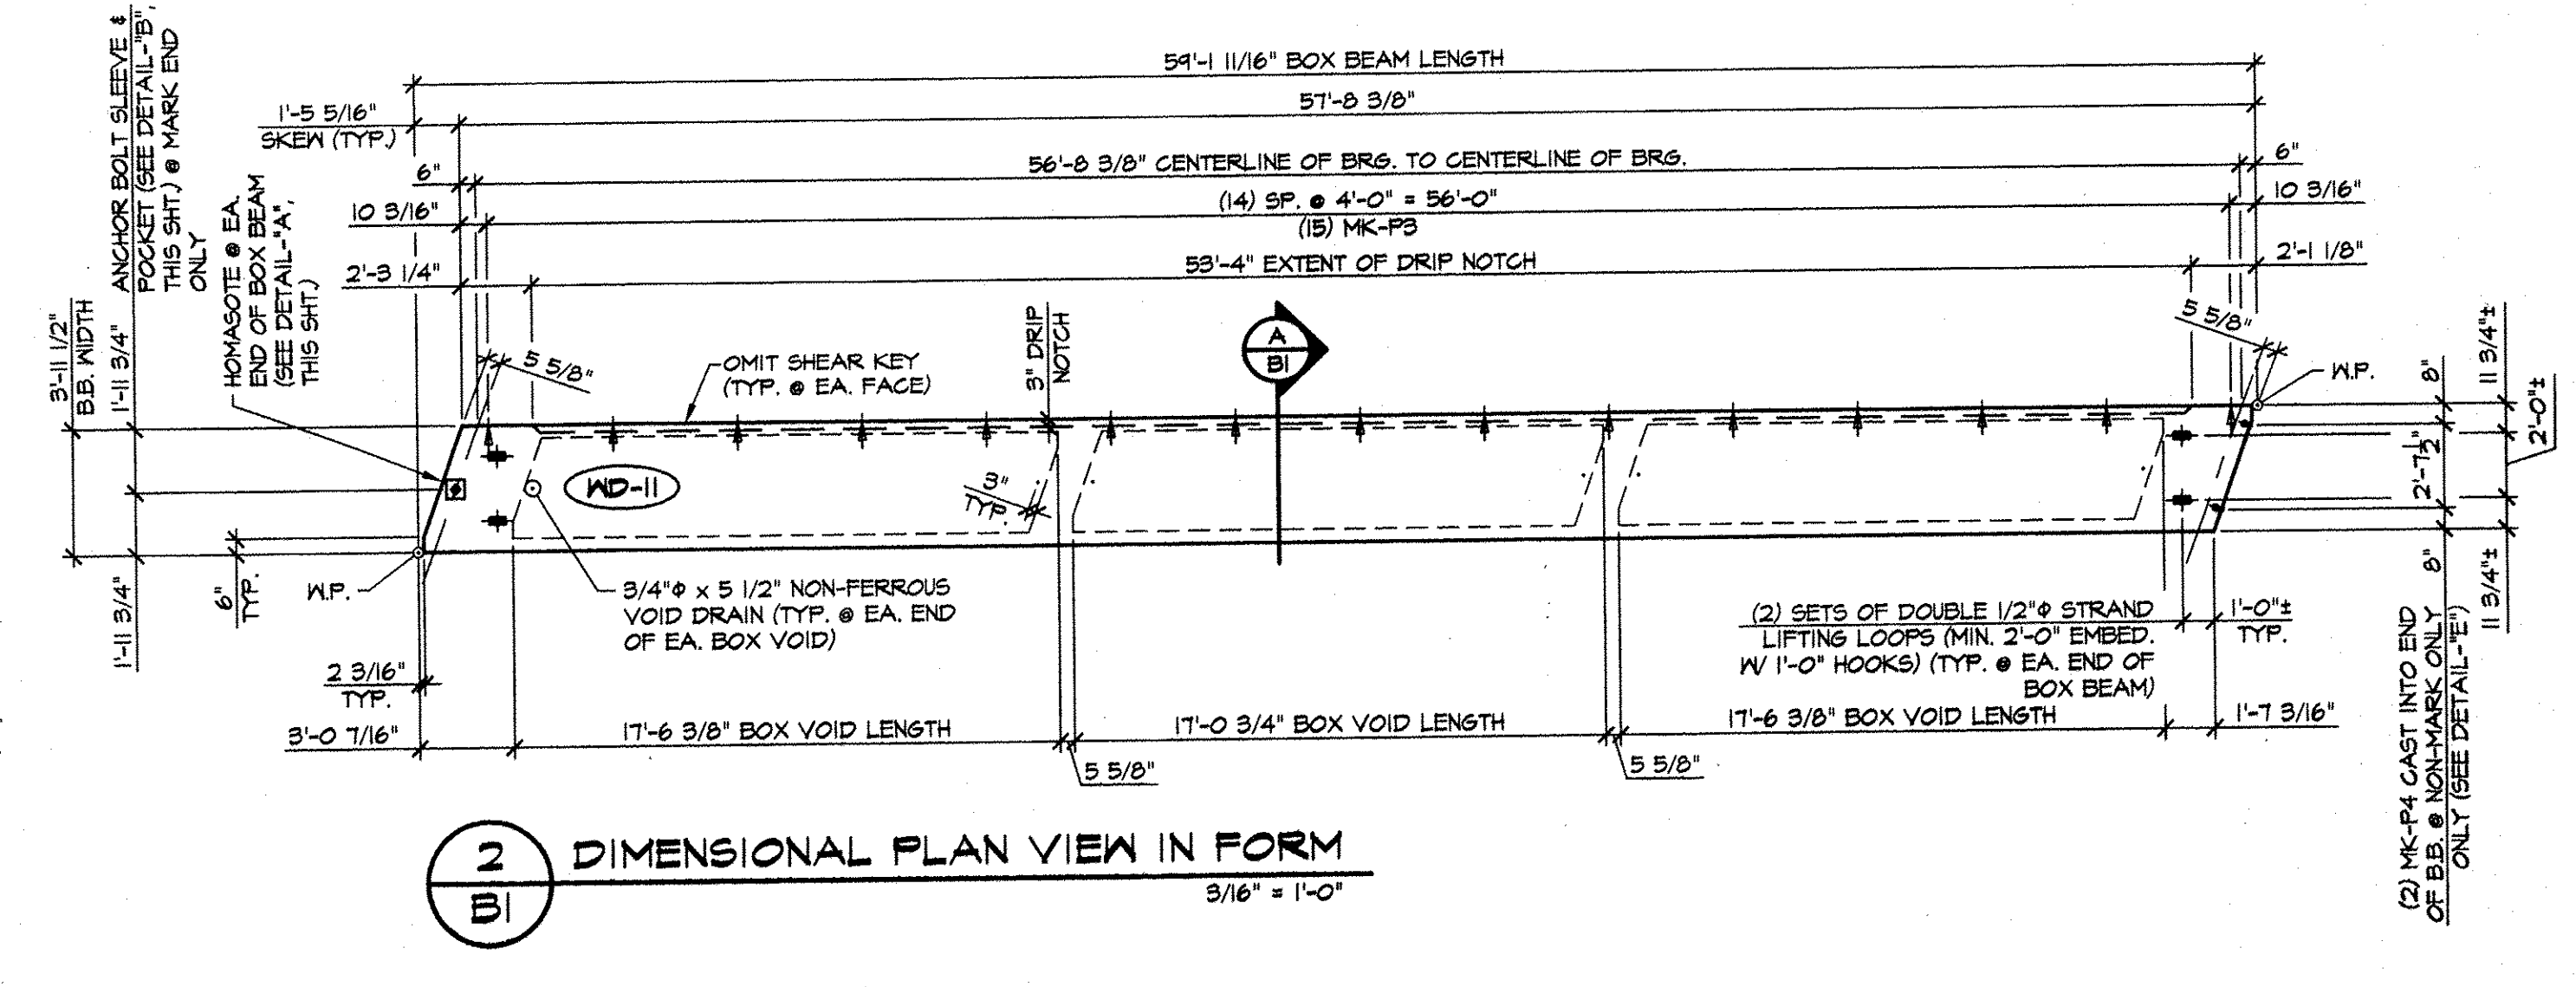 59'-1 11/16" BOX BEAM LENGTH
57'-8 3/8"
1'-5 5/16"
SKEW (TYP.)
56'-8 3/8" CENTERLINE OF BRG. TO CENTERLINE OF BRG.
6"
6"
(14) SP. @ 4'-0" = 56'-0"
(15) MK-P3
10 3/16"
10 3/16"
53'-4" EXTENT OF DRIP NOTCH
2'-3 1/4"
2'-1 1/8"
ANCHOR BOLT SLEEVE &
POCKET (SEE DETAIL-"B",
THIS SHT.) @ MARK END
ONLY
HOMASOTE @ EA.
END OF BOX BEAM
(SEE DETAIL-"A",
THIS SHT.)
3'-11 1/2"
B.B. WIDTH
1'-11 3/4"
1'-11 3/4"
6"
TYP.
5 5/8"
OMIT SHEAR KEY
(TYP. @ EA. FACE)
3" DRIP
NOTCH
A
B1
5 5/8"
W.P.
11 3/4"±
8"
2'-0"±
2'-7 1/2"
8"
11 3/4"±
WD-11
3"
TYP.
W.P.
3/4"Φ x 5 1/2" NON-FERROUS
VOID DRAIN (TYP. @ EA. END
OF EA. BOX VOID)
(2) SETS OF DOUBLE 1/2"Φ STRAND
LIFTING LOOPS (MIN. 2'-0" EMBED.
W/ 1'-0" HOOKS) (TYP. @ EA. END OF
BOX BEAM)
1'-0"±
TYP.
2 3/16"
TYP.
3'-0 7/16"
17'-6 3/8" BOX VOID LENGTH
17'-0 3/4" BOX VOID LENGTH
17'-6 3/8" BOX VOID LENGTH
1'-7 3/16"
5 5/8"
5 5/8"
(2) MK-P4 CAST INTO END
OF B.B. @ NON-MARK ONLY
ONLY (SEE DETAIL-"E")
2
B1
DIMENSIONAL PLAN VIEW IN FORM
3/16" = 1'-0"